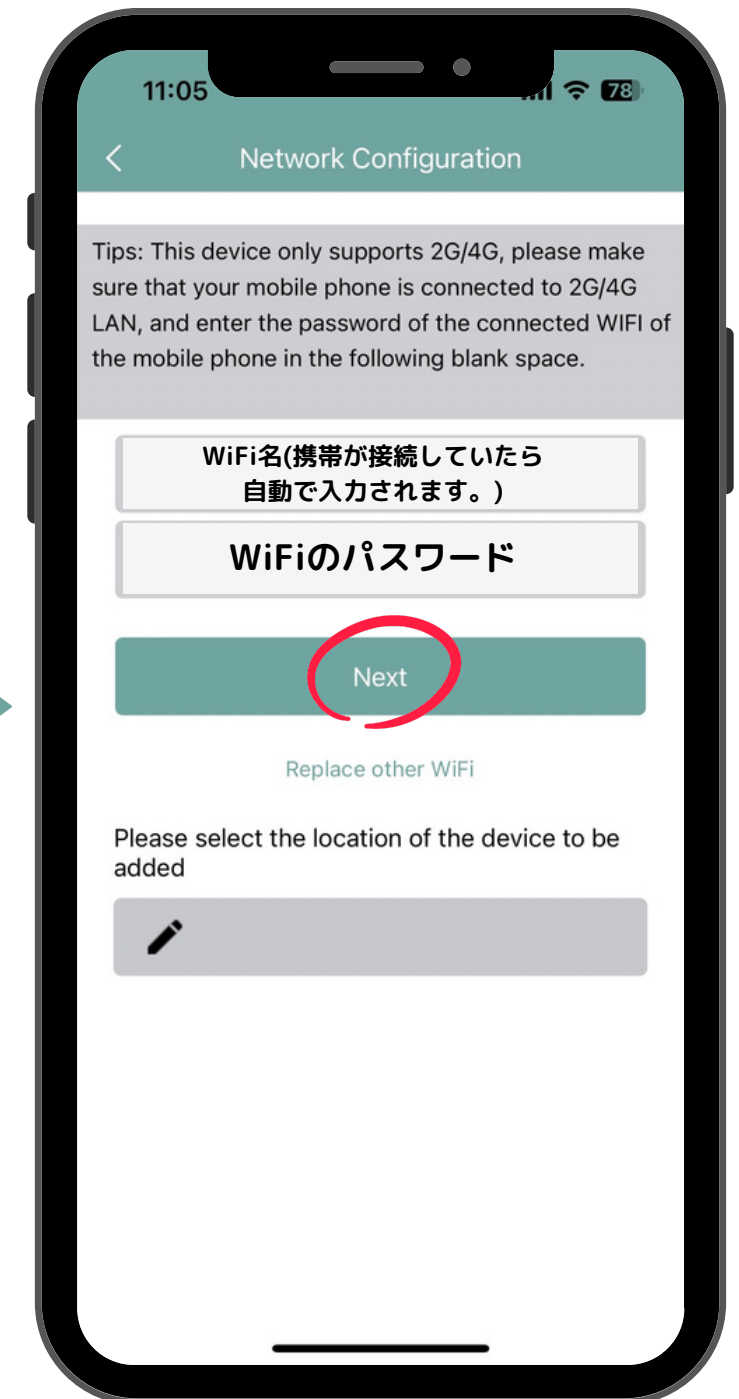 11:05
78
Network Configuration
Tips: This device only supports 2G/4G, please make
sure that your mobile phone is connected to 2G/4G
LAN, and enter the password of the connected WIFI of
the mobile phone in the following blank space.
WiFi名(携帯が接続していたら
自動で入力されます。)
WiFiのパスワード
Next
Replace other WiFi
Please select the location of the device to be
added